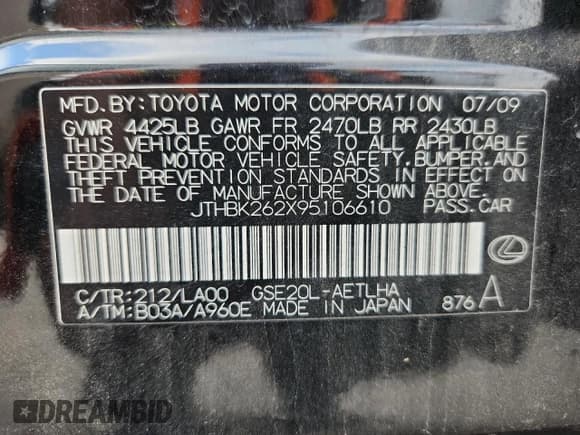 MFD.BY:TOYOTA MOTOR CORPORATION 07/09
GVWR 4425LB GAWR FR 2470LB RR 2430LB
THIS VEHICLE CONFORMS TO ALL APPLICABLE
FEDERAL MOTOR VEHICLE SAFETY,BUMPER,AND
THEFT PREVENTION STANDARDS IN EFFECT ON
THE DATE OF MANUFACTURE SHOWN ABOVE.
JTHBK262X95106610 PASS.CAR
C/TR:212/LA00 GSE20L-AETLHA
A/TM:B03A/A960E MADE IN JAPAN 876 A
DREAMBID